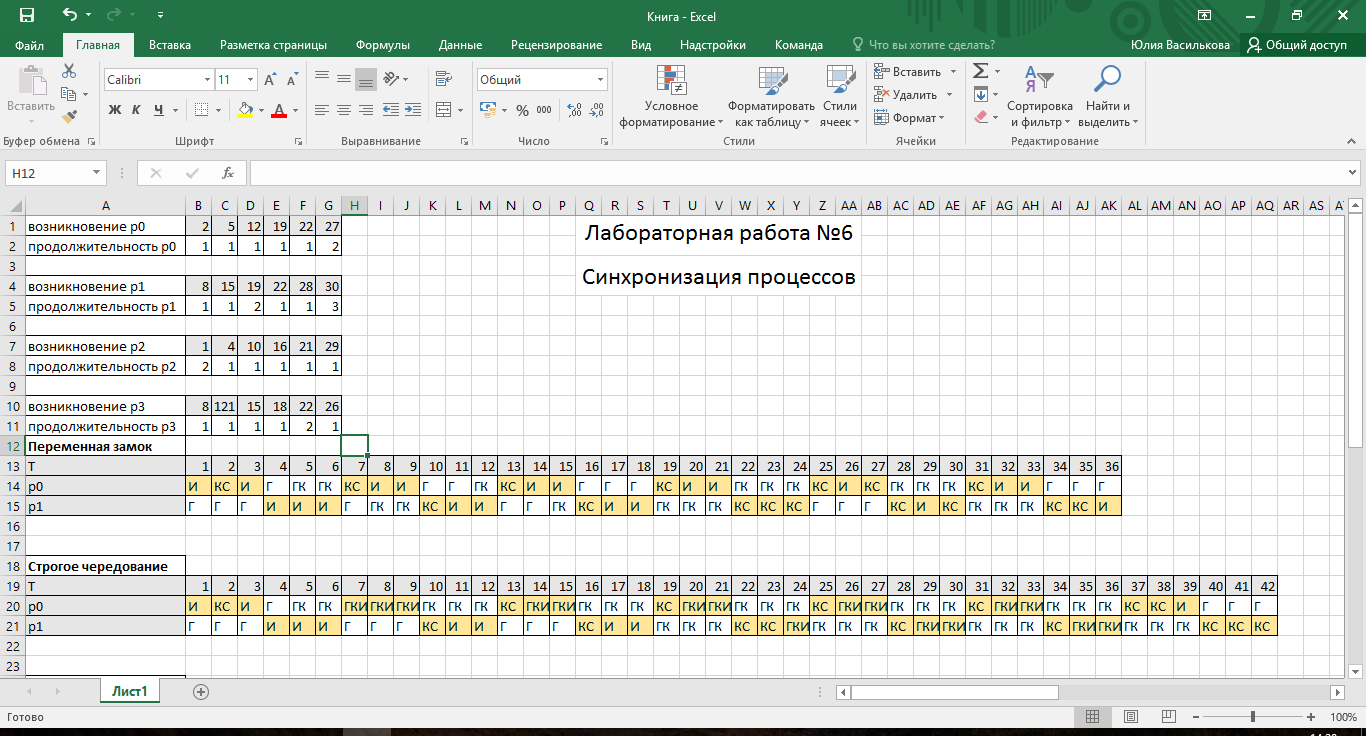 Книга - Excel
Файл Главная Вставка Разметка страницы Формулы Данные Рецензирование Вид Надстройки Команда Что вы хотите сделать? Юлия Василькова Общий доступ
Вставить
Calibri 11
Ж К Ч
А
Общий
% 000
Условное форматирование
Форматировать как таблицу
Стили ячеек
Вставить
Удалить
Формат
Сортировка и фильтр
Найти и выделить
Буфер обмена Шрифт Выравнивание Число Стили Ячейки Редактирование
H12 fx
A B C D E F G H I J K L M N O P Q R S T U V W X Y Z AA AB AC AD AE AF AG AH AI AJ AK AL AM AN AO AP AQ AR AS
1 возникновение p0 2 5 12 19 22 27 Лабораторная работа №6
2 продолжительность p0 1 1 1 1 1 2
3 Синхронизация процессов
4 возникновение p1 8 15 19 22 28 30
5 продолжительность p1 1 1 2 1 1 3
6
7 возникновение p2 1 4 10 16 21 29
8 продолжительность p2 2 1 1 1 1 1
9
10 возникновение p3 8 121 15 18 22 26
11 продолжительность p3 1 1 1 1 2 1
12 Переменная замок
13 T 1 2 3 4 5 6 7 8 9 10 11 12 13 14 15 16 17 18 19 20 21 22 23 24 25 26 27 28 29 30 31 32 33 34 35 36
14 p0 И КС И Г ГК ГК КС И И Г Г ГК КС И И Г Г Г КС И И ГК ГК ГК КС И КС ГК ГК ГК КС И И Г Г Г
15 p1 Г Г Г И И И Г ГК ГК КС И И Г Г ГК КС И И ГК ГК ГК КС КС КС Г Г Г КС И КС ГК ГК ГК КС КС И
16
17
18 Строгое чередование
19 T 1 2 3 4 5 6 7 8 9 10 11 12 13 14 15 16 17 18 19 20 21 22 23 24 25 26 27 28 29 30 31 32 33 34 35 36 37 38 39 40 41 42
20 p0 И КС И Г ГК ГК ГКИ ГКИ ГКИ ГК ГК ГК КС ГКИ ГКИ ГК ГК ГК КС ГКИ ГКИ ГК ГК ГК КС ГКИ ГКИ ГК ГК ГК КС ГКИ ГКИ ГК ГК ГК КС КС И Г Г Г
21 p1 Г Г Г И И И Г Г Г КС И И Г Г Г КС И И ГК ГК ГК КС КС ГКИ ГК ГК ГК КС ГКИ ГКИ ГК ГК ГК КС ГКИ ГКИ ГК ГК ГК КС КС КС
22
23
Лист1
Готово 100%